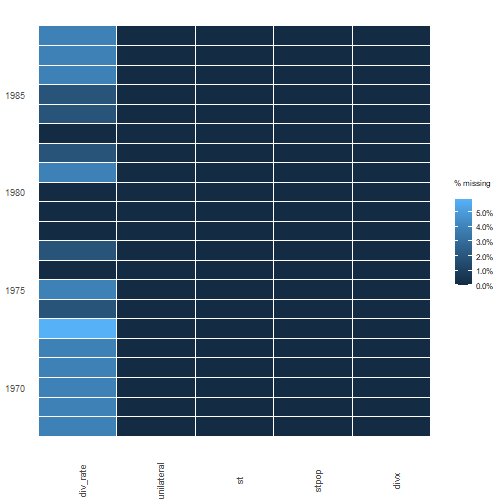 1985
1980
1975
1970
% missing
5.0%
4.0%
3.0%
2.0%
1.0%
0.0%
div_rate
unilateral
st
stpop
divx